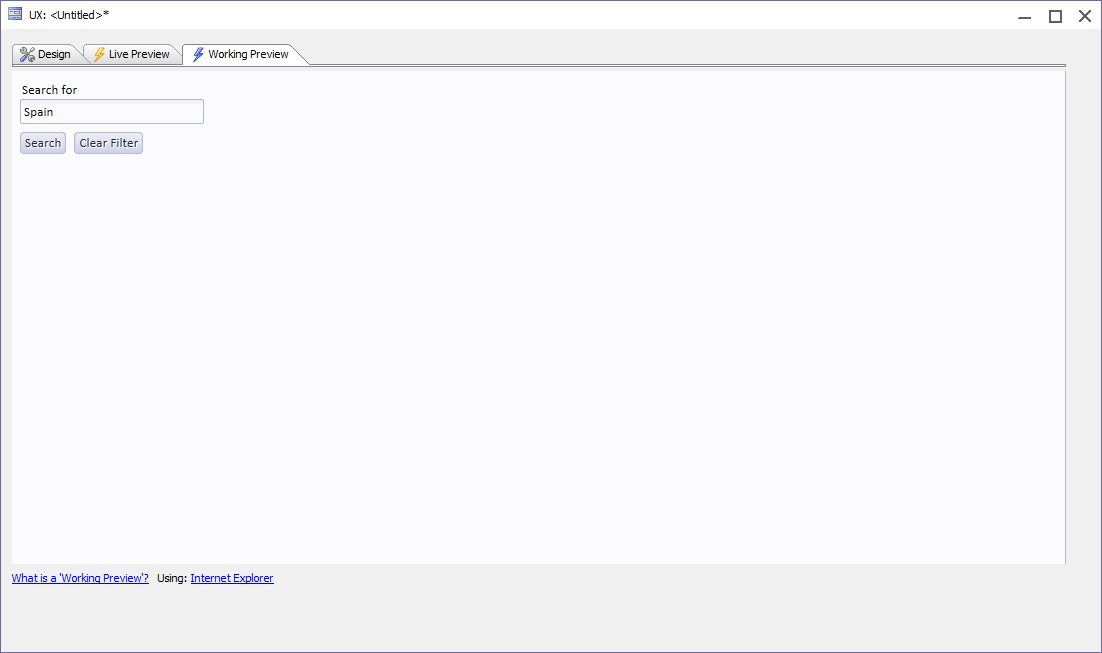 UX: <Untitled>*
Design Live Preview Working Preview
Search for
Spain
Search Clear Filter
What is a 'Working Preview'? Using: Internet Explorer